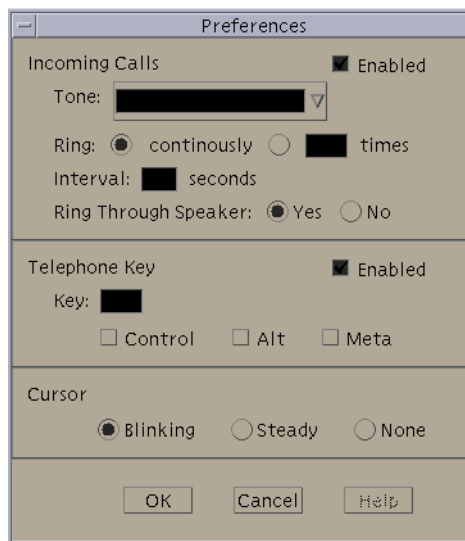 Preferences
Incoming Calls Enabled
Tone:
Ring: continously times
Interval: seconds
Ring Through Speaker: Yes No
Telephone Key Enabled
Key:
Control Alt Meta
Cursor
Blinking Steady None
OK Cancel Help